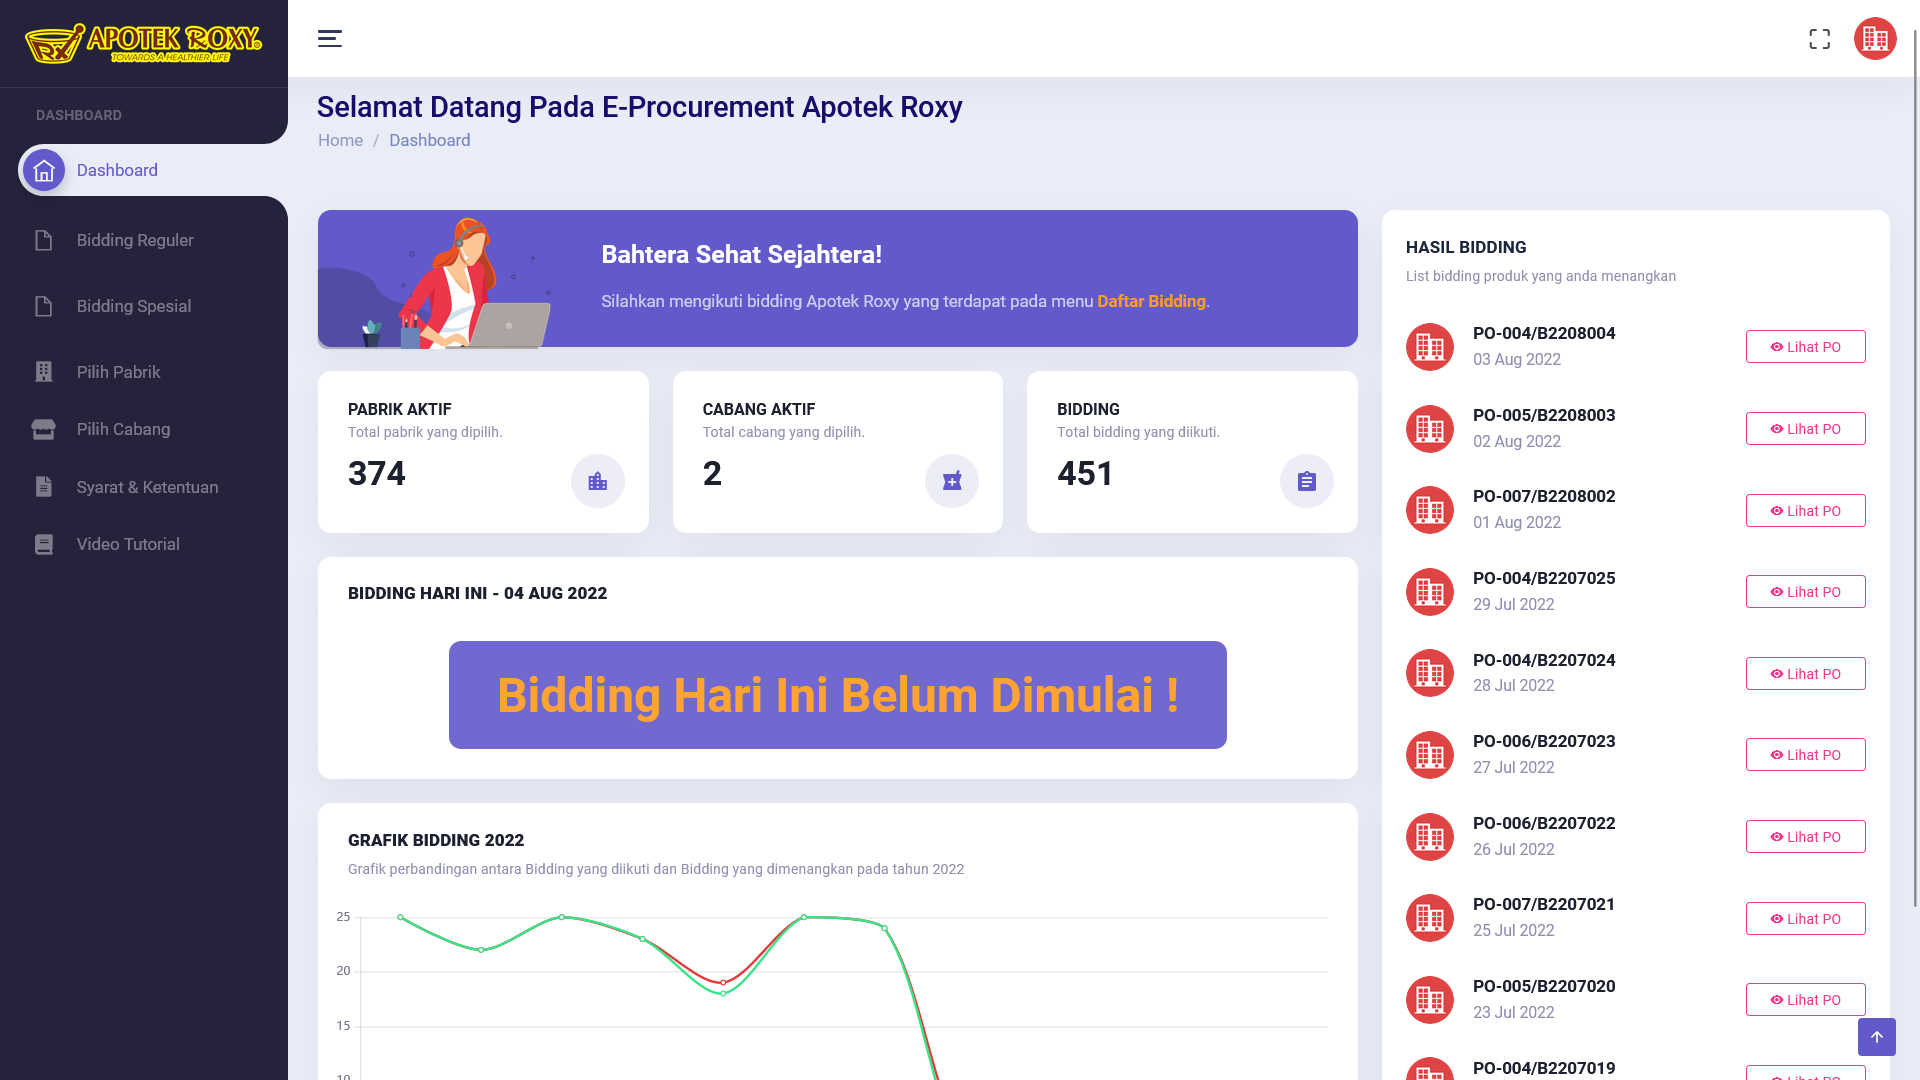 APOTEK ROXY
TOWARDS A HEALTHIER LIFE
DASHBOARD
Dashboard
Bidding Reguler
Bidding Spesial
Pilih Pabrik
Pilih Cabang
Syarat & Ketentuan
Video Tutorial
Selamat Datang Pada E-Procurement Apotek Roxy
Home / Dashboard
Bahtera Sehat Sejahtera!
Silahkan mengikuti bidding Apotek Roxy yang terdapat pada menu Daftar Bidding.
PABRIK AKTIF
Total pabrik yang dipilih.
374
CABANG AKTIF
Total cabang yang dipilih.
2
BIDDING
Total bidding yang diikuti.
451
BIDDING HARI INI - 04 AUG 2022
Bidding Hari Ini Belum Dimulai !
GRAFIK BIDDING 2022
Grafik perbandingan antara Bidding yang diikuti dan Bidding yang dimenangkan pada tahun 2022
25
20
15
10
HASIL BIDDING
List bidding produk yang anda menangkan
PO-004/B2208004
03 Aug 2022
Lihat PO
PO-005/B2208003
02 Aug 2022
Lihat PO
PO-007/B2208002
01 Aug 2022
Lihat PO
PO-004/B2207025
29 Jul 2022
Lihat PO
PO-004/B2207024
28 Jul 2022
Lihat PO
PO-006/B2207023
27 Jul 2022
Lihat PO
PO-006/B2207022
26 Jul 2022
Lihat PO
PO-007/B2207021
25 Jul 2022
Lihat PO
PO-005/B2207020
23 Jul 2022
Lihat PO
PO-004/B2207019
Lihat PO